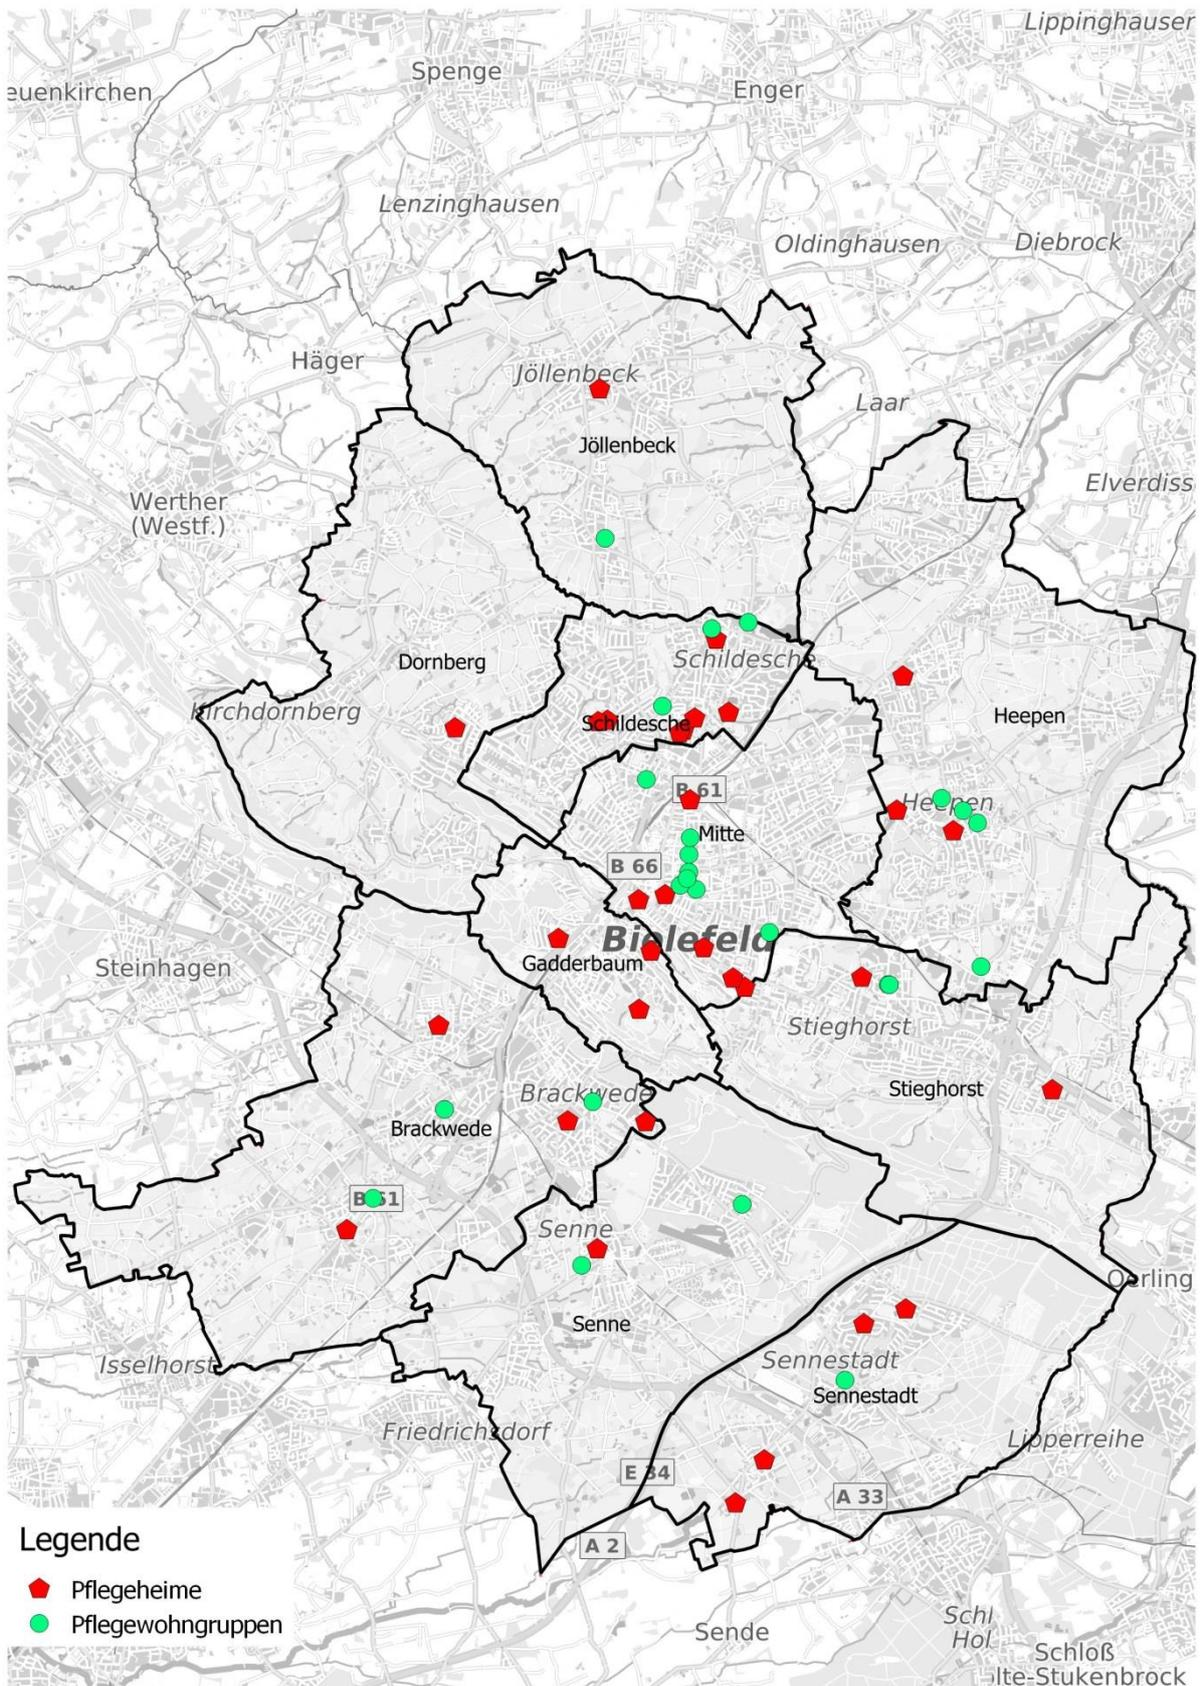 Lippinghauser
Spenge
euenkirchen
Enger
Lenzinghausen
Oldinghausen
Diebrock
Häger
Jöllenbeck
Laar
Jöllenbeck
Elverdiss
Werther
(Westf.)
Schildesche
Dornberg
Kirchdornberg
Heepen
Schildesche
B 61
Heepen
Mitte
B 66
Bielefeld
Gadderbaum
Steinhagen
Stieghorst
Stieghorst
Brackwede
Brackwede
B 61
Senne
Oerling
Senne
Isselhorst
Sennestadt
Sennestadt
Friedrichsdorf
Lipperreihe
E 34
A 33
Legende
A 2
Pflegeheime
Pflegewohngruppen
Schl
Hol
Sende
Schloß
lte-Stukenbrock